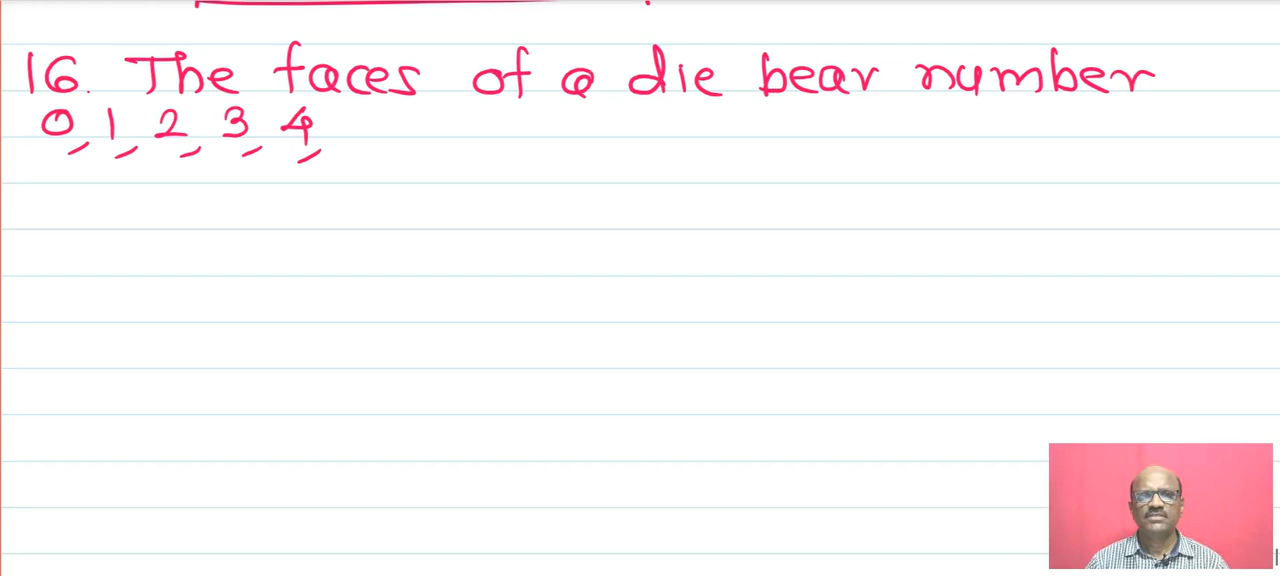 16. The faces of a die bear number
0, 1, 2, 3, 4,